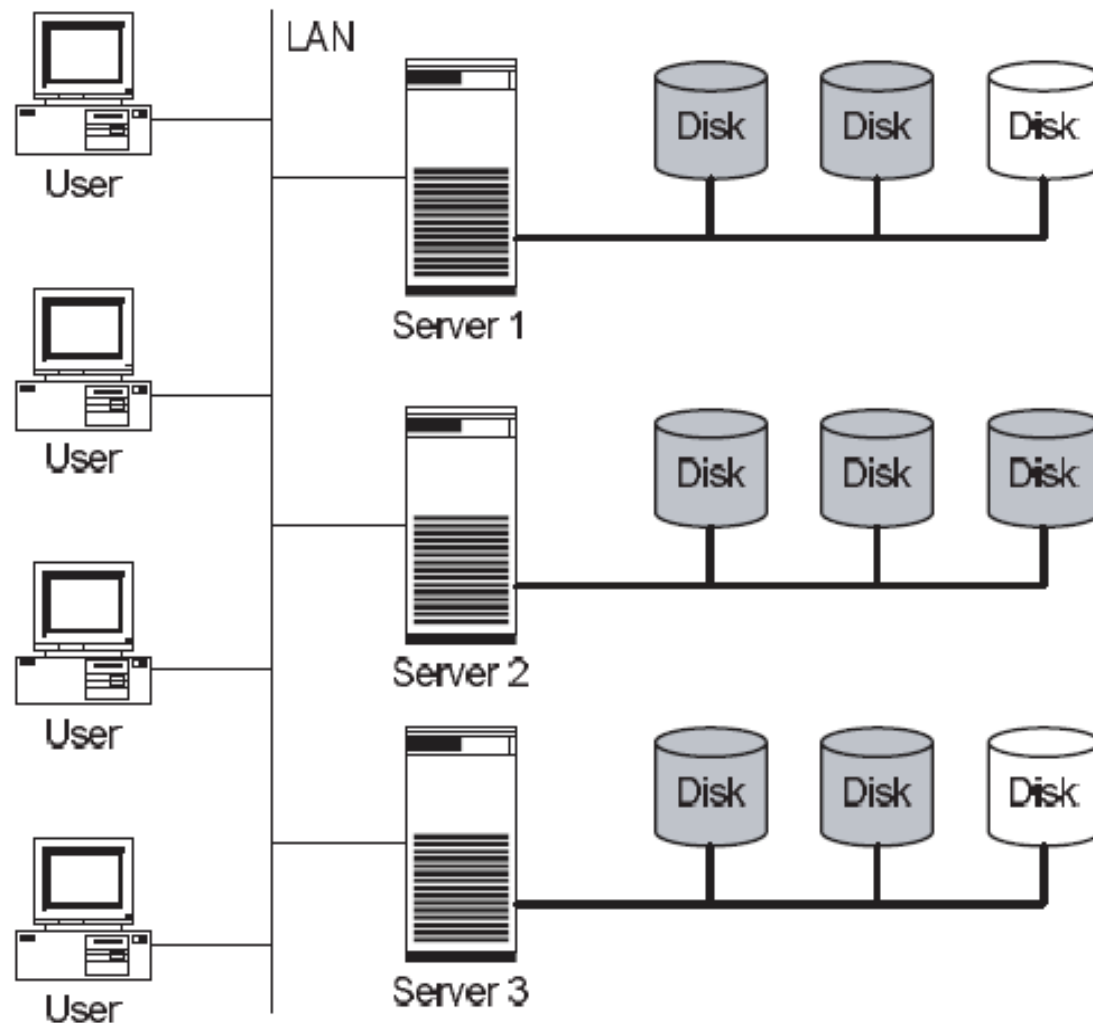 LAN
User
Disk Disk Disk
Server 1
User
Disk Disk Disk
Server 2
User
Disk Disk Disk
Server 3
User